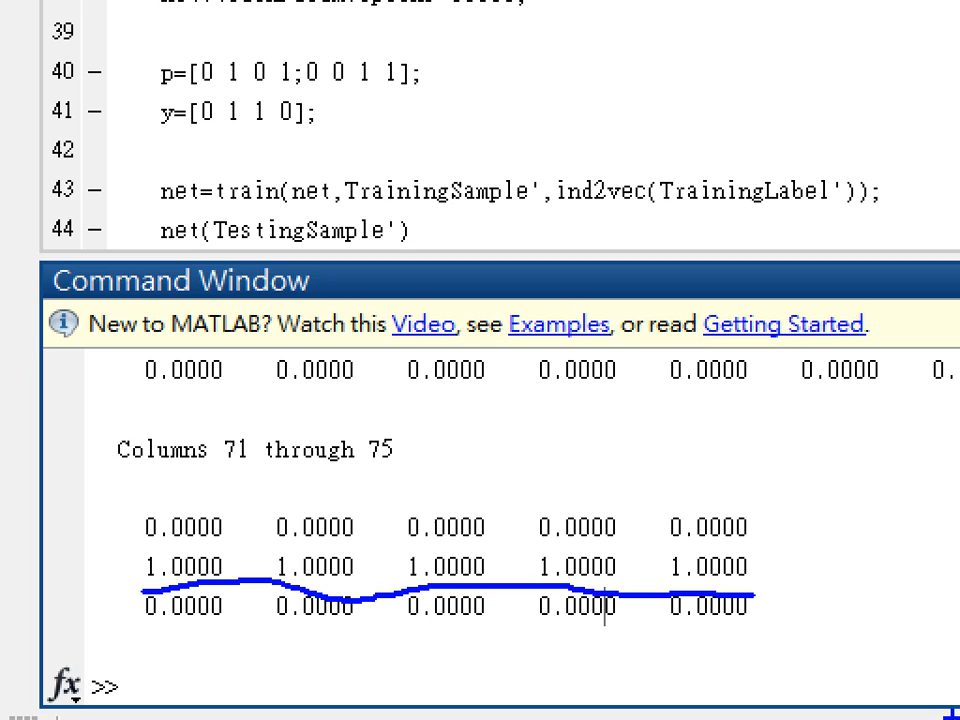 39
40 – p=[0 1 0 1;0 0 1 1];
41 – y=[0 1 1 0];
42
43 – net=train(net,TrainingSample',ind2vec(TrainingLabel'));
44 – net(TestingSample')
Command Window
New to MATLAB? Watch this Video, see Examples, or read Getting Started.
0.0000 0.0000 0.0000 0.0000 0.0000 0.0000 0.
Columns 71 through 75
0.0000 0.0000 0.0000 0.0000 0.0000
1.0000 1.0000 1.0000 1.0000 1.0000
0.0000 0.0000 0.0000 0.0000 0.0000
fx >>